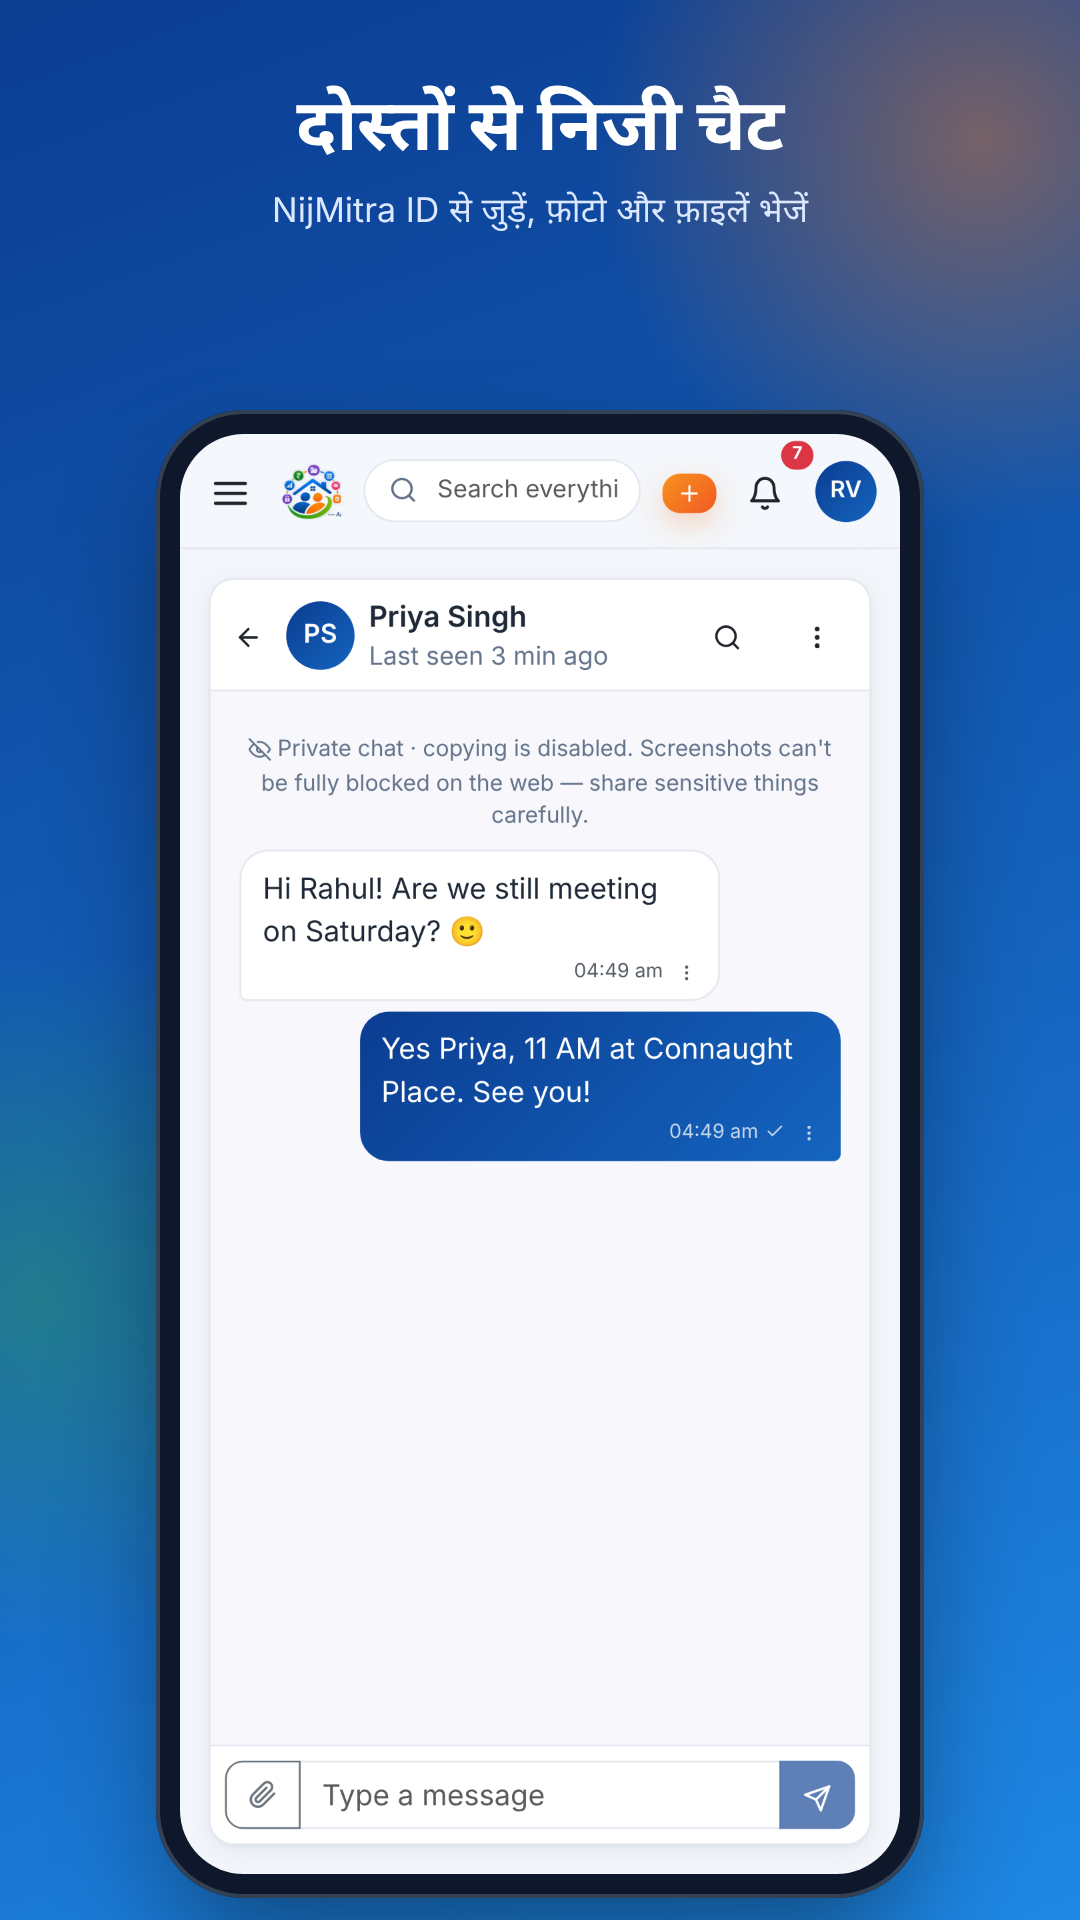 दोस्तों से निजी चैट
NijMitra ID से जुड़ें, फ़ोटो और फ़ाइलें भेजें
7
Search everythi
RV
PS
Priya Singh
Last seen 3 min ago
Private chat · copying is disabled. Screenshots can't
be fully blocked on the web — share sensitive things
carefully.
Hi Rahul! Are we still meeting
on Saturday? 🙂
04:49 am
Yes Priya, 11 AM at Connaught
Place. See you!
04:49 am ✓
Type a message